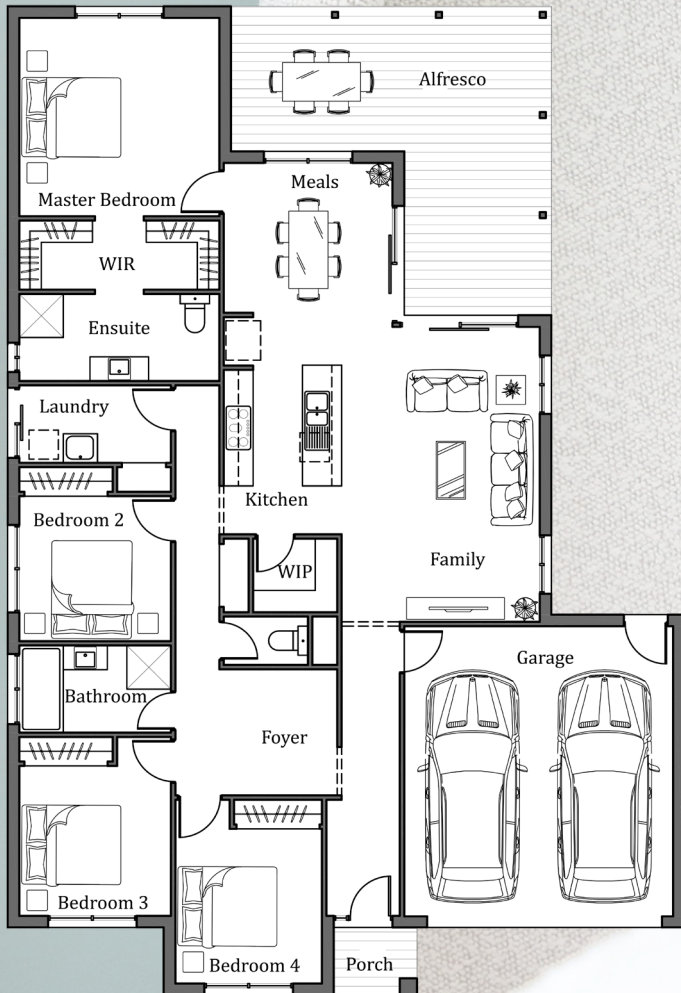 Alfresco
Meals
Master Bedroom
WIR
Ensuite
Laundry
Kitchen
Bedroom 2
Family
WIP
Garage
Bathroom
Foyer
Bedroom 3
Bedroom 4
Porch